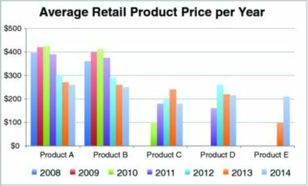 Average Retail Product Price per Year
$500
$400
$300
$200
$100
$0
Product A Product B Product C Product D Product E
2008 2009 2010 2011 2012 2013 2014